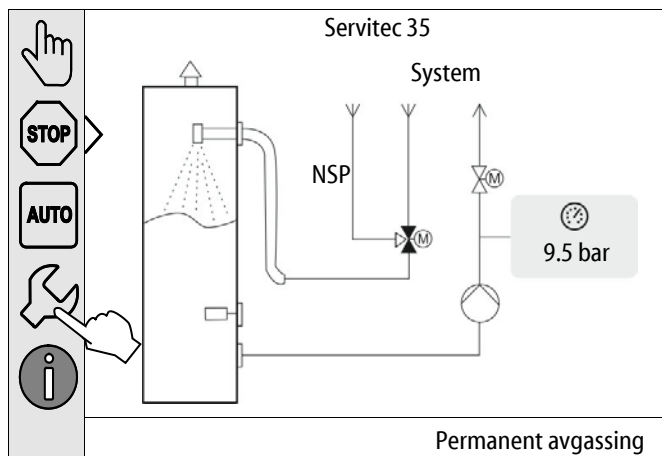 Servitec 35
System
STOP
NSP
M
AUTO
M
9.5 bar
i
Permanent avgassing